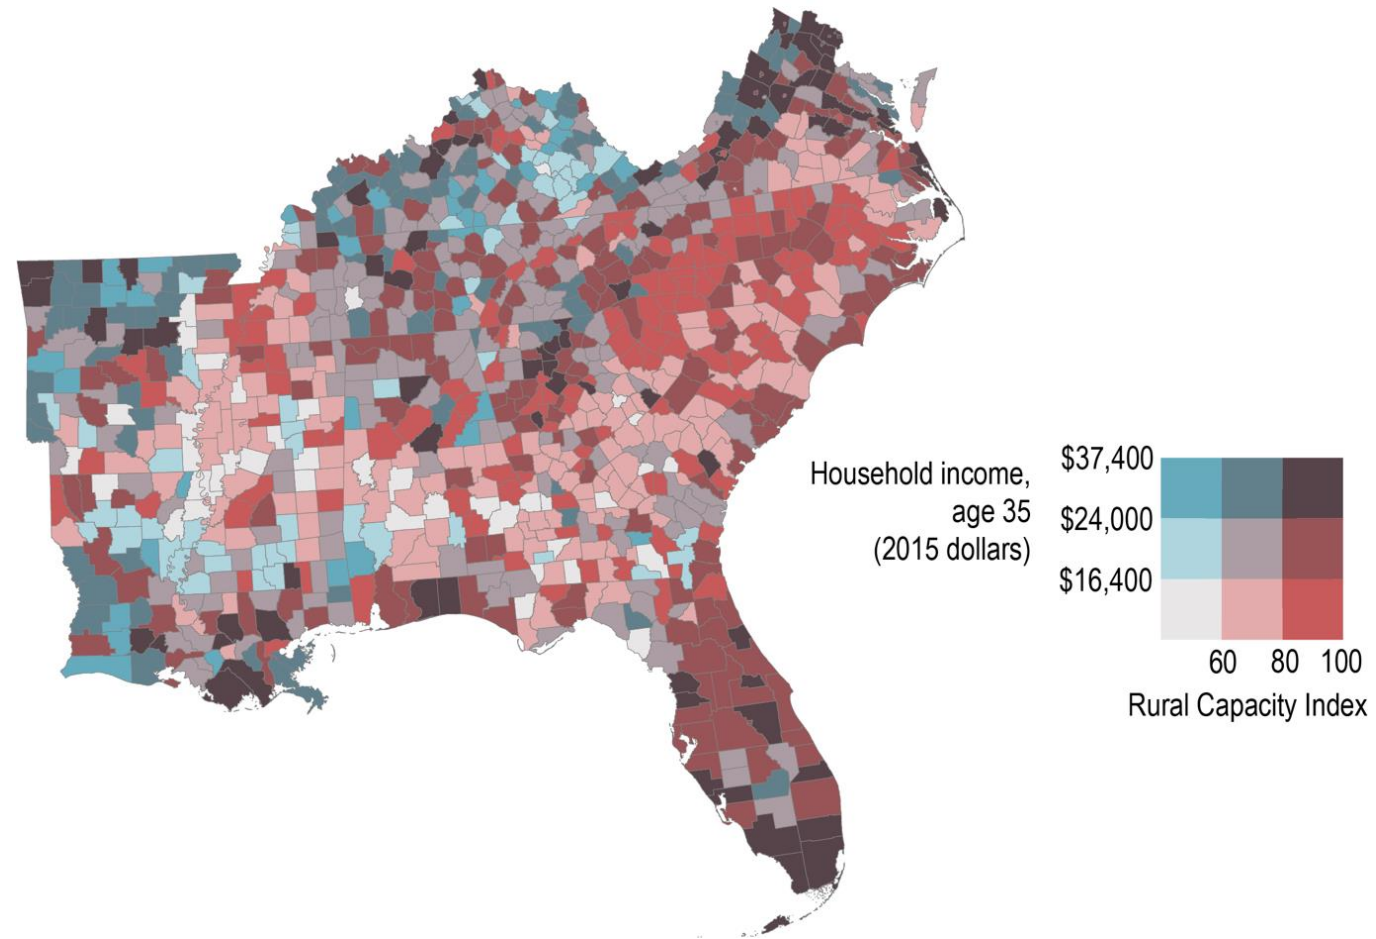 Household income,
age 35
(2015 dollars)
$37,400
$24,000
$16,400
60 80 100
Rural Capacity Index